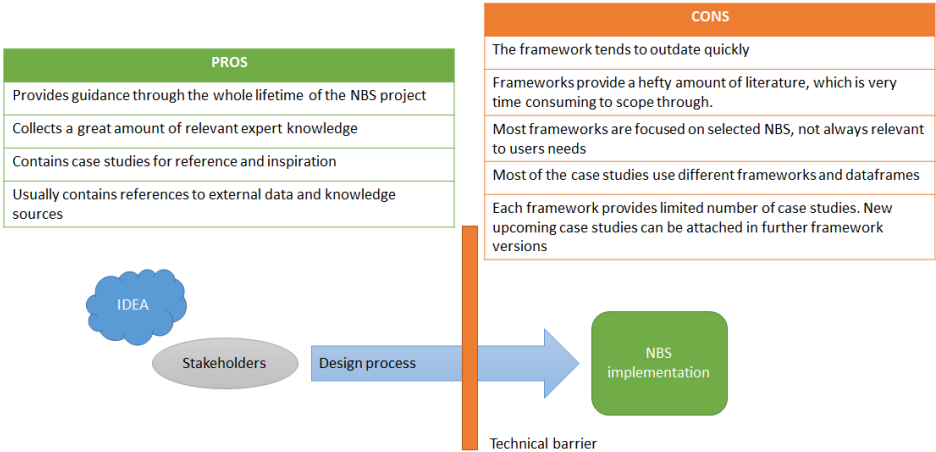 PROS
Provides guidance through the whole lifetime of the NBS project
Collects a great amount of relevant expert knowledge
Contains case studies for reference and inspiration
Usually contains references to external data and knowledge
sources
CONS
The framework tends to outdate quickly
Frameworks provide a hefty amount of literature, which is very
time consuming to scope through.
Most frameworks are focused on selected NBS, not always relevant
to users needs
Most of the case studies use different frameworks and dataframes
Each framework provides limited number of case studies. New
upcoming case studies can be attached in further framework
versions
IDEA
Stakeholders
Design process
NBS
implementation
Technical barrier